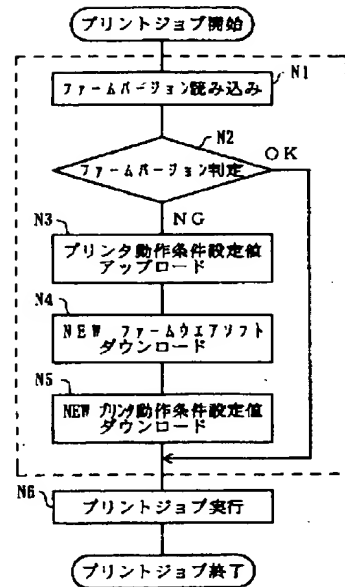 プリントジョブ開始
N1
ファームバージョン読み込み
N2
ファームバージョン判定
OK
NG
N3
プリンタ動作条件設定値
アップロード
N4
NEW ファームウエアソフト
ダウンロード
N5
NEW プリンタ動作条件設定値
ダウンロード
N6
プリントジョブ実行
プリントジョブ終了